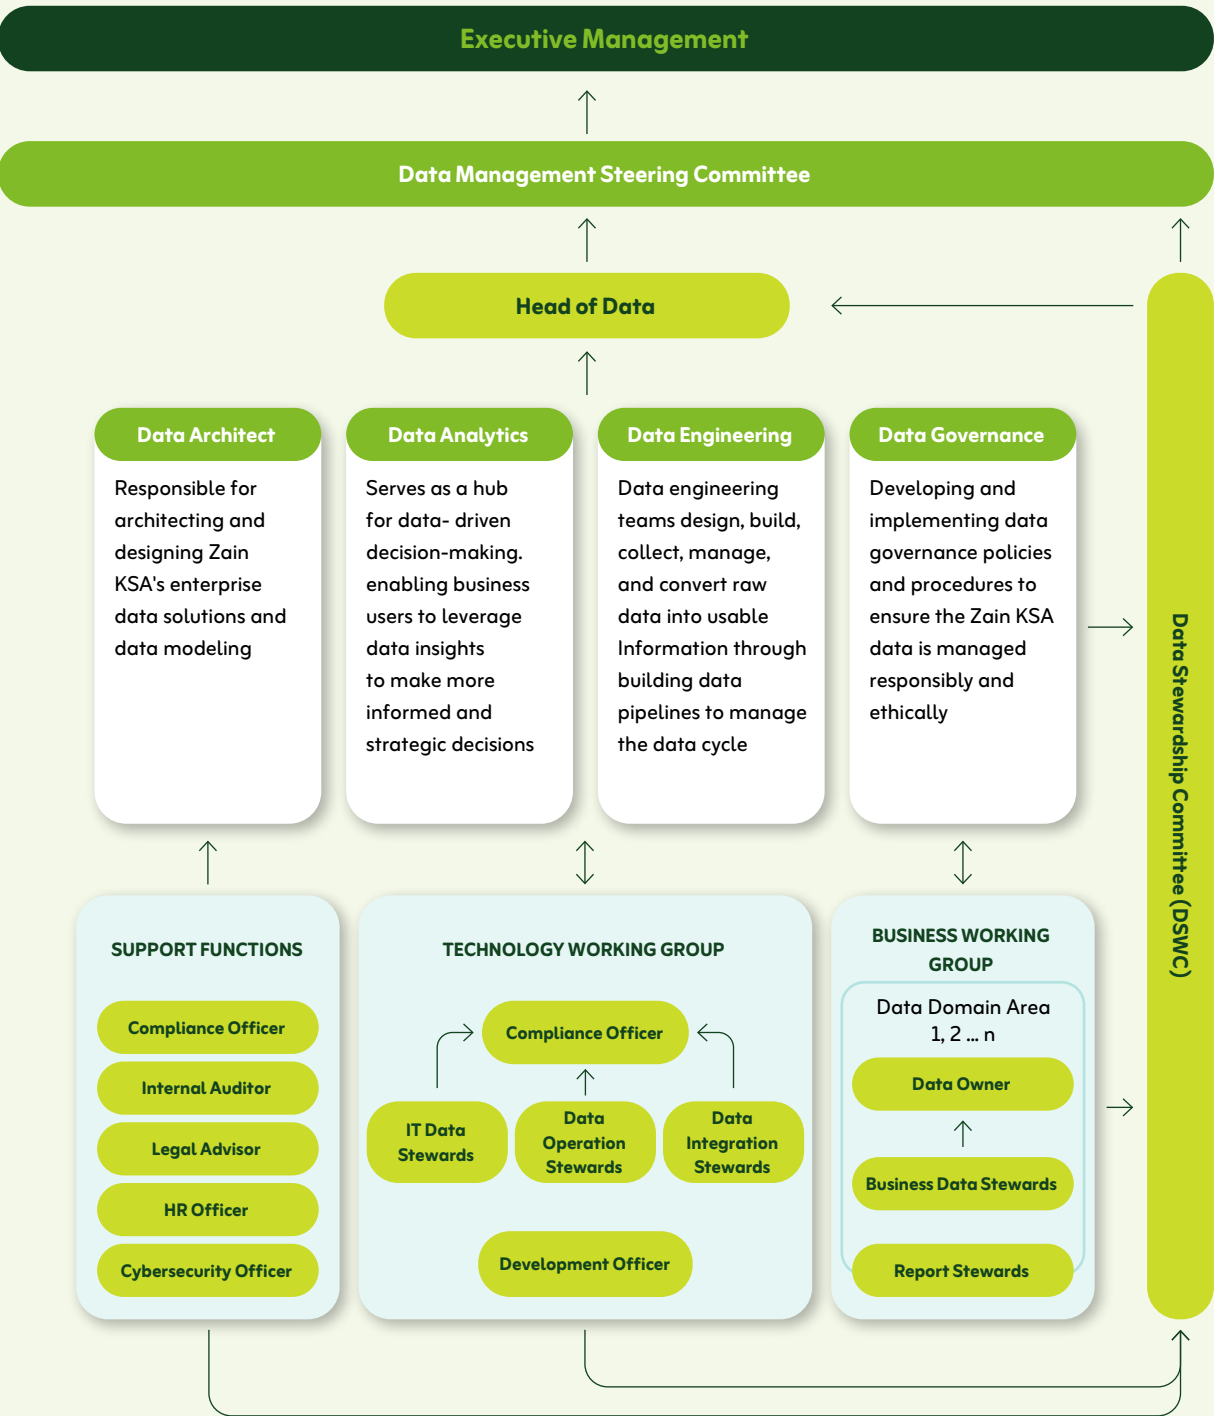 Executive Management
Data Management Steering Committee
Head of Data
Data Architect
Responsible for
architecting and
designing Zain
KSA's enterprise
data solutions and
data modeling
Data Analytics
Serves as a hub
for data- driven
decision-making.
enabling business
users to leverage
data insights
to make more
informed and
strategic decisions
Data Engineering
Data engineering
teams design, build,
collect, manage,
and convert raw
data into usable
Information through
building data
pipelines to manage
the data cycle
Data Governance
Developing and
implementing data
governance policies
and procedures to
ensure the Zain KSA
data is managed
responsibly and
ethically
Data Stewardship Committee (DSWC)
SUPPORT FUNCTIONS
Compliance Officer
Internal Auditor
Legal Advisor
HR Officer
Cybersecurity Officer
TECHNOLOGY WORKING GROUP
Compliance Officer
IT Data
Stewards
Data
Operation
Stewards
Data
Integration
Stewards
Development Officer
BUSINESS WORKING
GROUP
Data Domain Area
1, 2 ... n
Data Owner
Business Data Stewards
Report Stewards